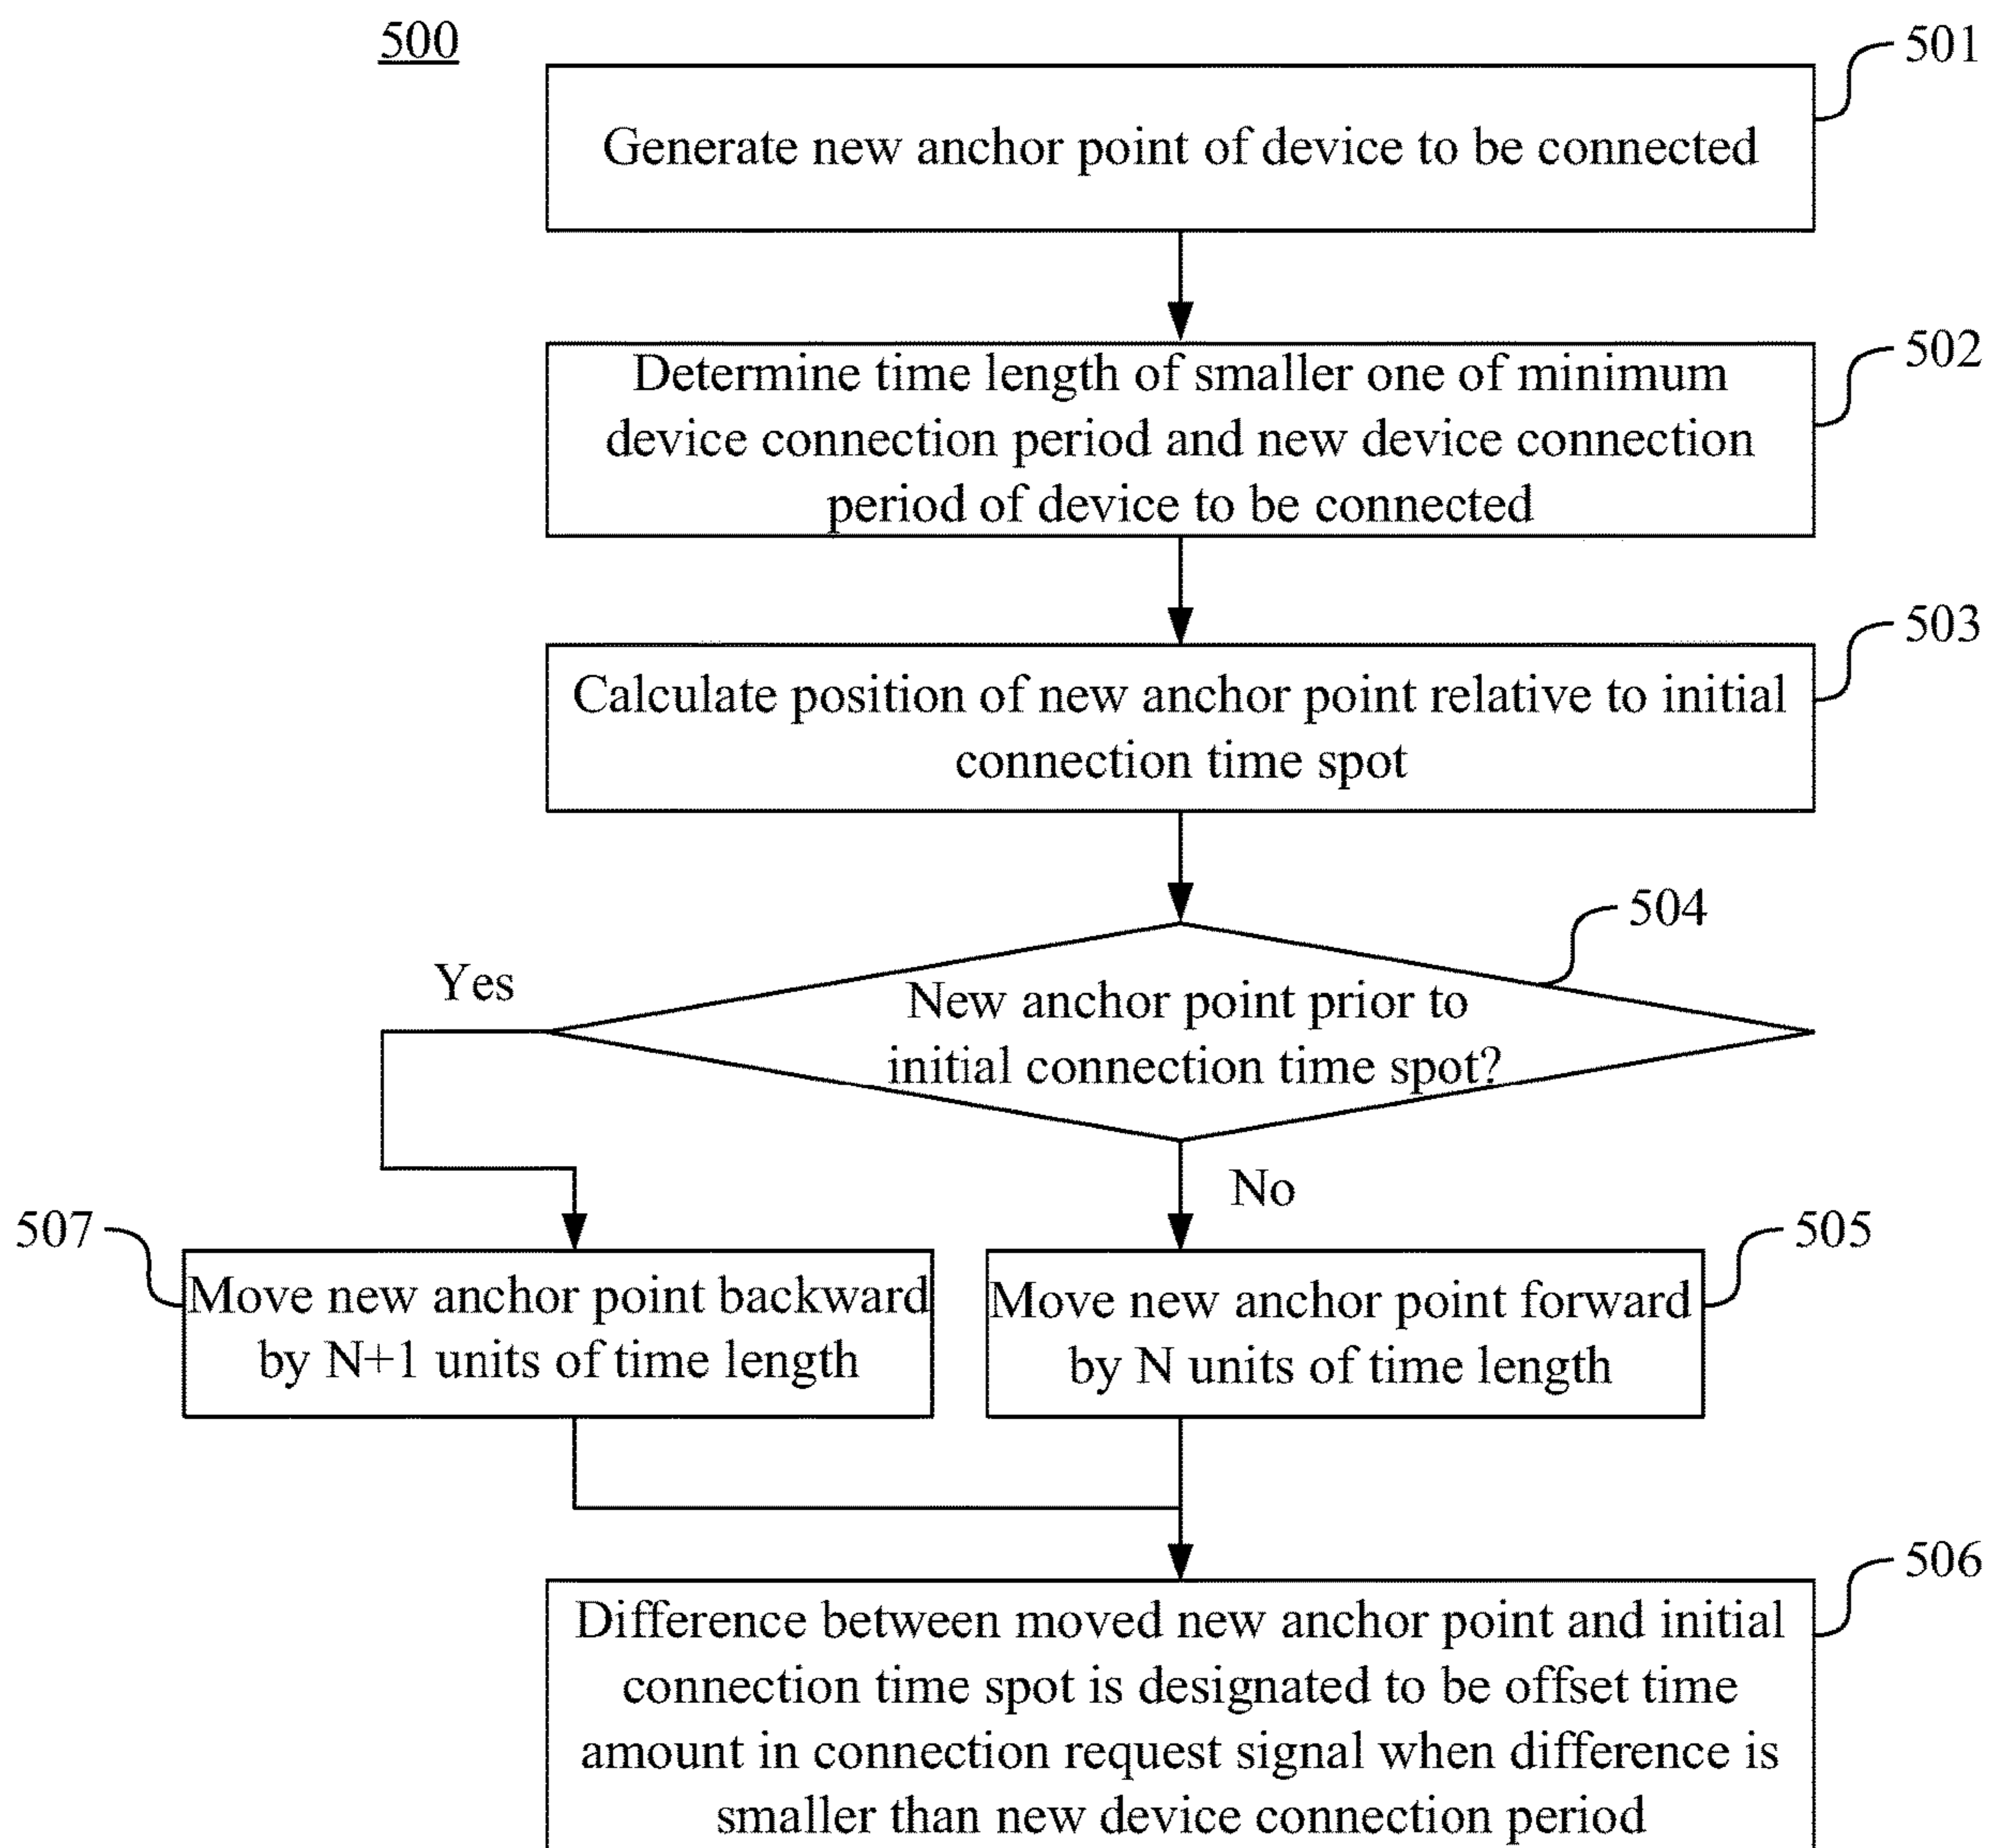 500
501
Generate new anchor point of device to be connected
502
Determine time length of smaller one of minimum
device connection period and new device connection
period of device to be connected
503
Calculate position of new anchor point relative to initial
connection time spot
504
Yes
New anchor point prior to
initial connection time spot?
No
507
505
Move new anchor point backward
by N+1 units of time length
Move new anchor point forward
by N units of time length
506
Difference between moved new anchor point and initial
connection time spot is designated to be offset time
amount in connection request signal when difference is
smaller than new device connection period